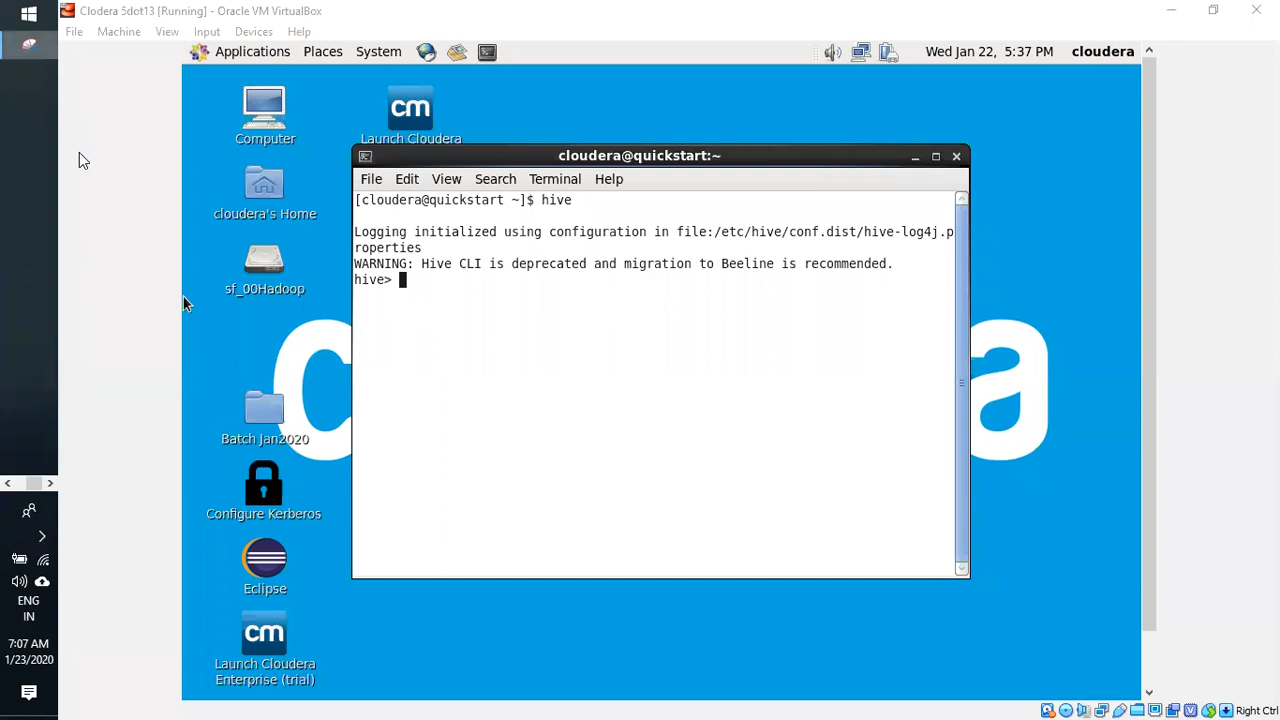 Clodera 5dot13 [Running] - Oracle VM VirtualBox
File Machine View Input Devices Help
Applications Places System Wed Jan 22, 5:37 PM cloudera
Computer
cm
Launch Cloudera
cloudera's Home
sf_00Hadoop
Batch Jan2020
Configure Kerberos
Eclipse
cm
Launch Cloudera
Enterprise (trial)
cloudera@quickstart:~
File Edit View Search Terminal Help
[cloudera@quickstart ~]$ hive
Logging initialized using configuration in file:/etc/hive/conf.dist/hive-log4j.p
roperties
WARNING: Hive CLI is deprecated and migration to Beeline is recommended.
hive>
c
a
ENG
IN
7:07 AM
1/23/2020
Right Ctrl